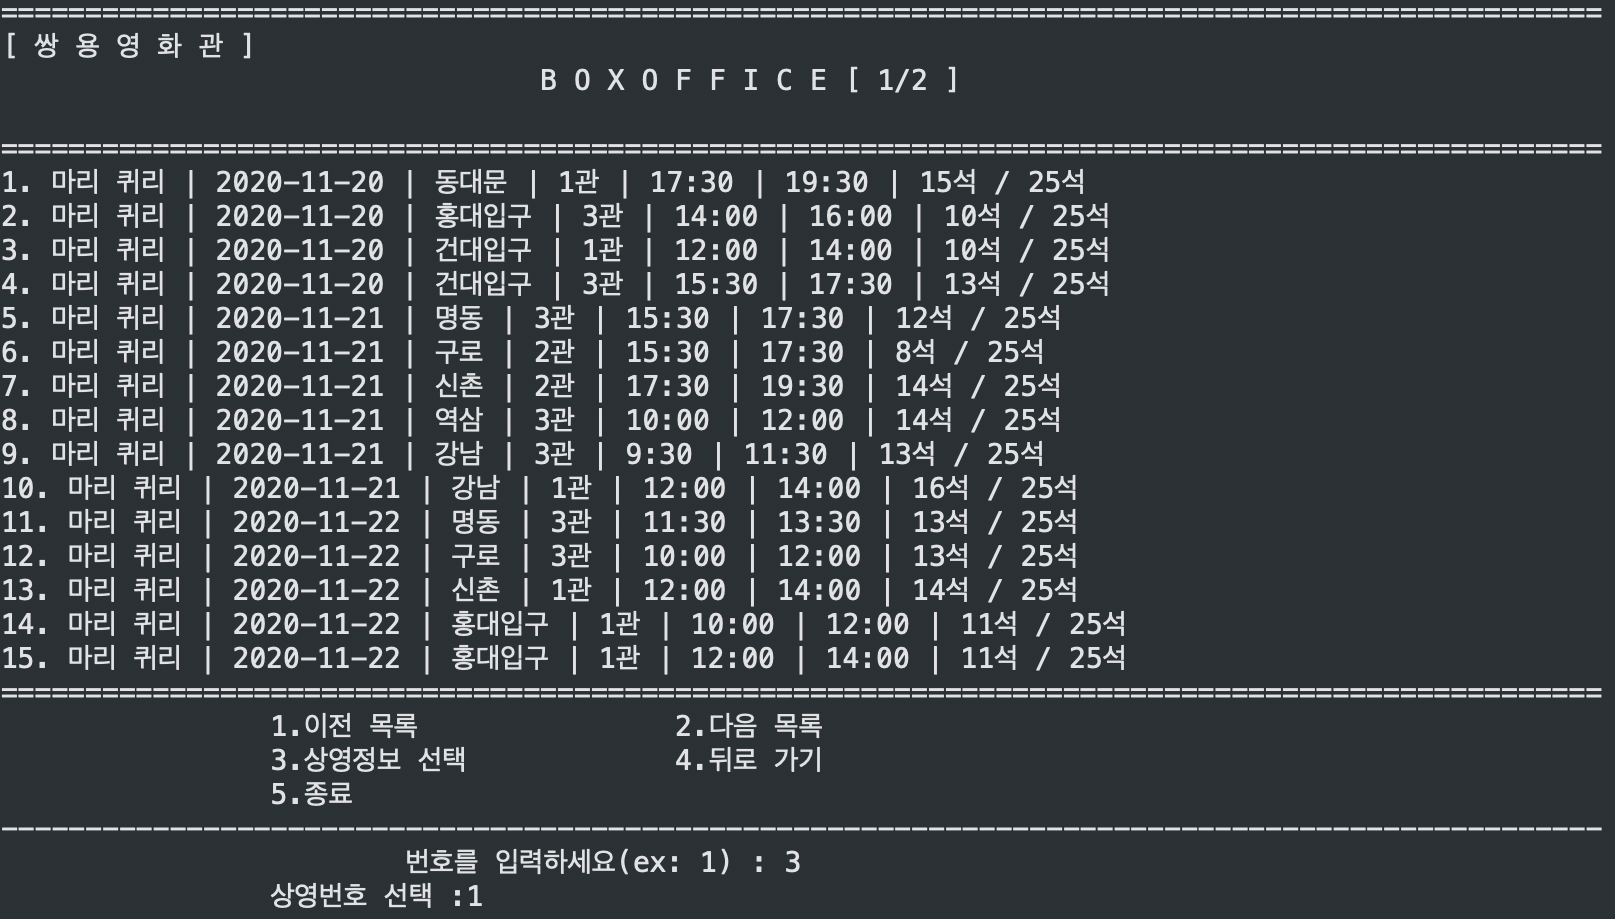 ===============================================================================================
[ 쌍 용 영 화 관 ]
B O X O F F I C E [ 1/2 ]
===============================================================================================
1. 마리 퀴리 | 2020-11-20 | 동대문 | 1관 | 17:30 | 19:30 | 15석 / 25석
2. 마리 퀴리 | 2020-11-20 | 홍대입구 | 3관 | 14:00 | 16:00 | 10석 / 25석
3. 마리 퀴리 | 2020-11-20 | 건대입구 | 1관 | 12:00 | 14:00 | 10석 / 25석
4. 마리 퀴리 | 2020-11-20 | 건대입구 | 3관 | 15:30 | 17:30 | 13석 / 25석
5. 마리 퀴리 | 2020-11-21 | 명동 | 3관 | 15:30 | 17:30 | 12석 / 25석
6. 마리 퀴리 | 2020-11-21 | 구로 | 2관 | 15:30 | 17:30 | 8석 / 25석
7. 마리 퀴리 | 2020-11-21 | 신촌 | 2관 | 17:30 | 19:30 | 14석 / 25석
8. 마리 퀴리 | 2020-11-21 | 역삼 | 3관 | 10:00 | 12:00 | 14석 / 25석
9. 마리 퀴리 | 2020-11-21 | 강남 | 3관 | 9:30 | 11:30 | 13석 / 25석
10. 마리 퀴리 | 2020-11-21 | 강남 | 1관 | 12:00 | 14:00 | 16석 / 25석
11. 마리 퀴리 | 2020-11-22 | 명동 | 3관 | 11:30 | 13:30 | 13석 / 25석
12. 마리 퀴리 | 2020-11-22 | 구로 | 3관 | 10:00 | 12:00 | 13석 / 25석
13. 마리 퀴리 | 2020-11-22 | 신촌 | 1관 | 12:00 | 14:00 | 14석 / 25석
14. 마리 퀴리 | 2020-11-22 | 홍대입구 | 1관 | 10:00 | 12:00 | 11석 / 25석
15. 마리 퀴리 | 2020-11-22 | 홍대입구 | 1관 | 12:00 | 14:00 | 11석 / 25석
===============================================================================================
1.이전 목록 2.다음 목록
3.상영정보 선택 4.뒤로 가기
5.종료
-----------------------------------------------------------------------------------------------
번호를 입력하세요(ex: 1) : 3
상영번호 선택 :1